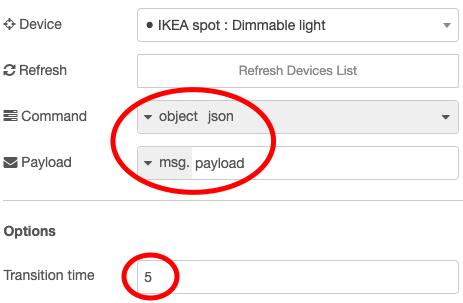 Device IKEA spot : Dimmable light
Refresh Refresh Devices List
Command object json
Payload msg. payload
Options
Transition time 5